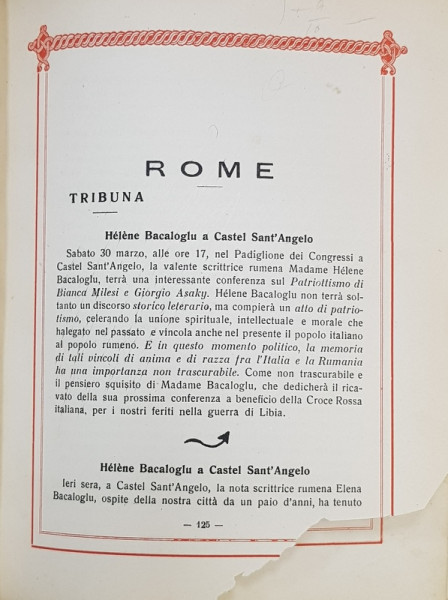 ROME
TRIBUNA
Hélène Bacaloglu a Castel Sant'Angelo
Sabato 30 marzo, alle ore 17, nel Padiglione dei Congressi a
Castel Sant'Angelo, la valente scrittrice rumena Madame Hélène
Bacaloglu, terrà una interessante conferenza sul Patriottismo di
Bianca Milesi e Giorgio Asaky. Hélène Bacaloglu non terrà sol-
tanto un discorso storico leterario, ma compierà un atto di patrio-
tismo, celerando la unione spirituale, intellectuale e morale che
halegato nel passato e vincola anche nel presente il popolo italiano
al popolo rumeno. E in questo momento politico, la memoria
di tali vincoli di anima e di razza fra l'Italia e la Rumania
ha una importanza non trascurabile. Come non trascurabile e
il pensiero squisito di Madame Bacaloglu, che dedicherà il rica-
vato della sua prossima conferenza a beneficio della Croce Rossa
italiana, per i nostri feriti nella guerra di Libia.
Hélène Bacaloglu a Castel Sant'Angelo
Ieri sera, a Castel Sant'Angelo, la nota scrittrice rumena Elena
Bacaloglu, ospite della nostra città da un paio d'anni, ha tenuto
— 125 —